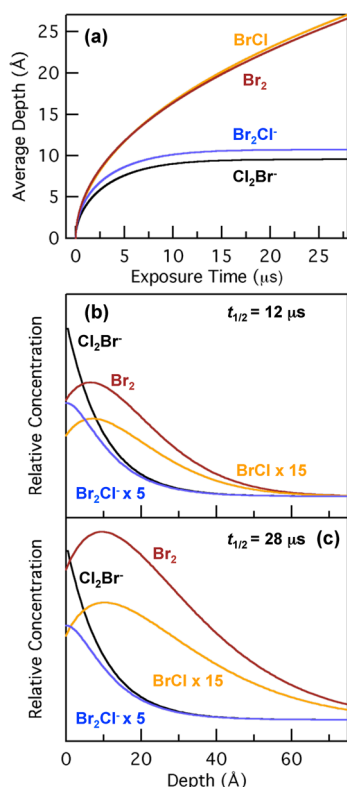 (a)
Average Depth (Å)
25
20
15
10
5
0
BrCl
Br₂
Br₂Cl⁻
Cl₂Br⁻
0 5 10 15 20 25
Exposure Time (μs)
(b) t₁/₂ = 12 μs
Relative Concentration
Cl₂Br⁻
Br₂
BrCl x 15
Br₂Cl⁻ x 5
t₁/₂ = 28 μs (c)
Relative Concentration
Cl₂Br⁻
Br₂
BrCl x 15
Br₂Cl⁻ x 5
0 20 40 60
Depth (Å)